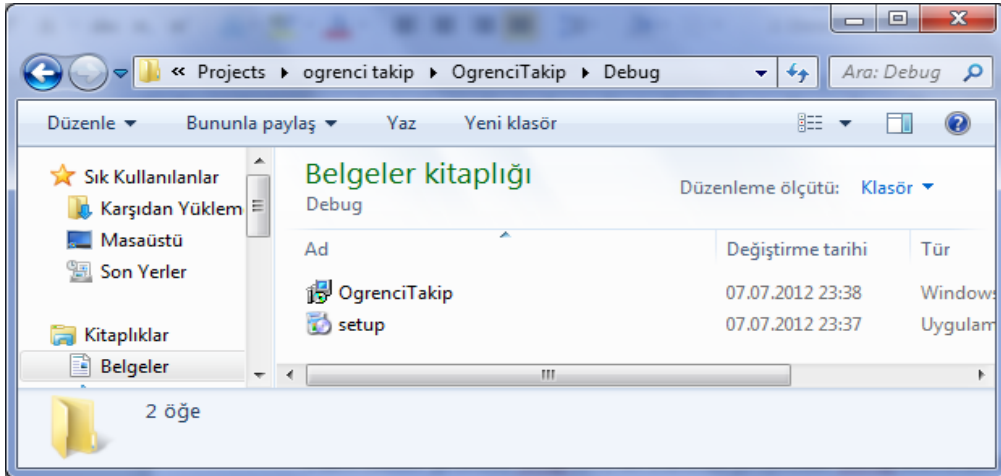 « Projects ▸ ogrenci takip ▸ OgrenciTakip ▸ Debug
Ara: Debug
Düzenle Bununla paylaş Yaz Yeni klasör
Sık Kullanılanlar
Karşıdan Yüklem
Masaüstü
Son Yerler
Kitaplıklar
Belgeler
Belgeler kitaplığı
Debug
Düzenleme ölçütü: Klasör
Ad Değiştirme tarihi Tür
OgrenciTakip 07.07.2012 23:38 Windows
setup 07.07.2012 23:37 Uygulam
2 öğe